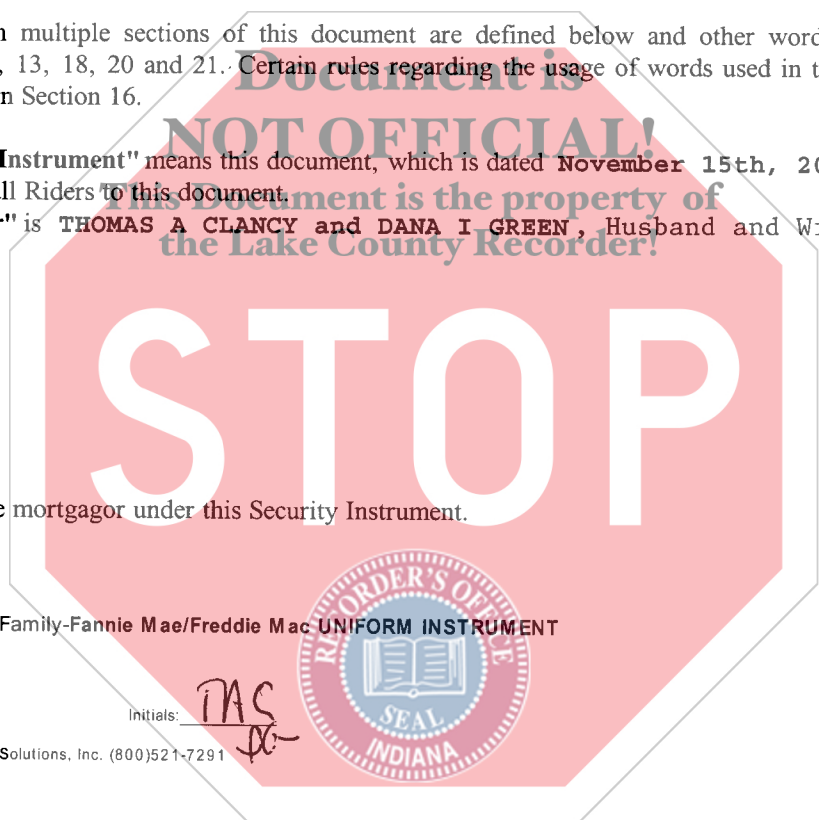 n multiple sections of this document are defined below and other word
, 13, 18, 20 and 21. Certain rules regarding the usage of words used in t
n Section 16.
Document is
NOT OFFICIAL!
Instrument" means this document, which is dated November 15th, 20
ll Riders to this document.
This Document is the property of
r" is THOMAS A CLANCY and DANA I GREEN, Husband and Wi
the Lake County Recorder!
STOP
e mortgagor under this Security Instrument.
RECORDER'S OFFICE
Family-Fannie Mae/Freddie Mac UNIFORM INSTRUMENT
SEAL
INDIANA
Initials: TAC
DG
Solutions, Inc. (800)521-7291